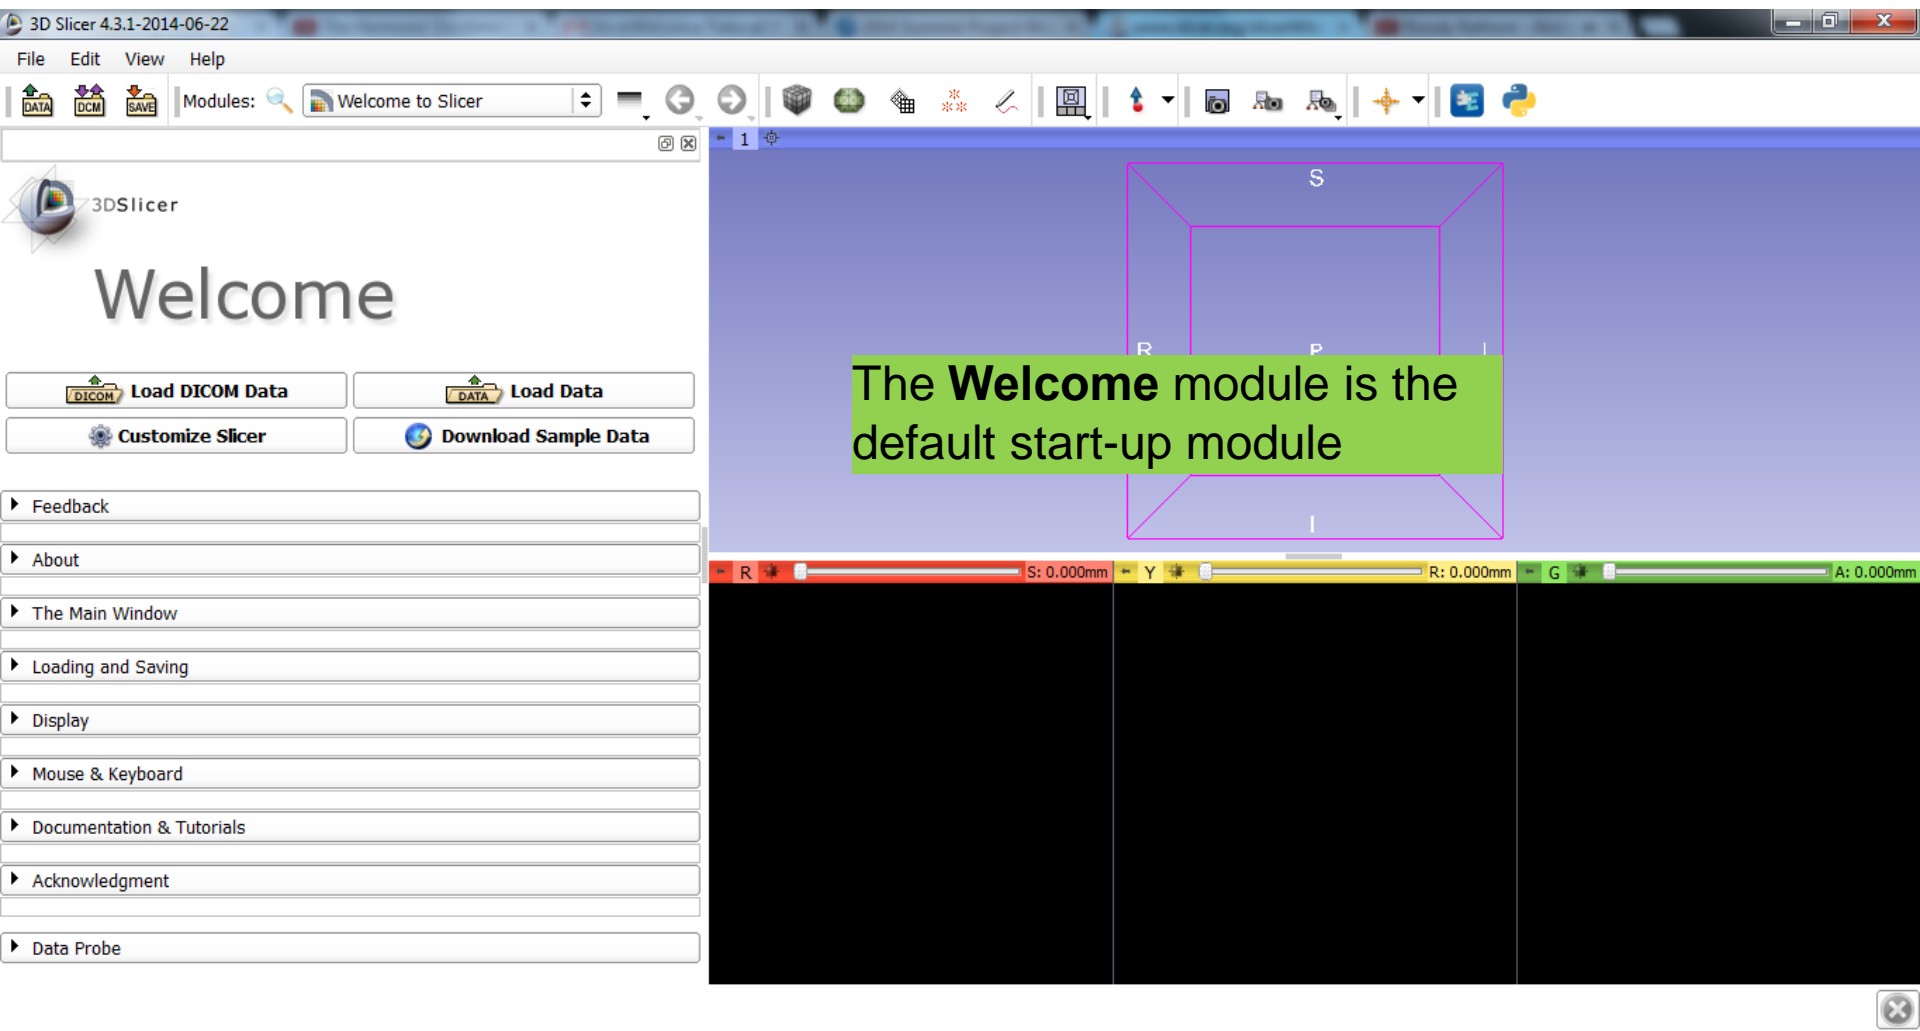 3D Slicer 4.3.1-2014-06-22
File Edit View Help
DATA DCM SAVE Modules: Welcome to Slicer
1
3DSlicer
Welcome
DICOM Load DICOM Data DATA Load Data
Customize Slicer Download Sample Data
Feedback
About
The Main Window
Loading and Saving
Display
Mouse & Keyboard
Documentation & Tutorials
Acknowledgment
Data Probe
S
R P
The Welcome module is the
default start-up module
I
R S: 0.000mm Y R: 0.000mm G A: 0.000mm